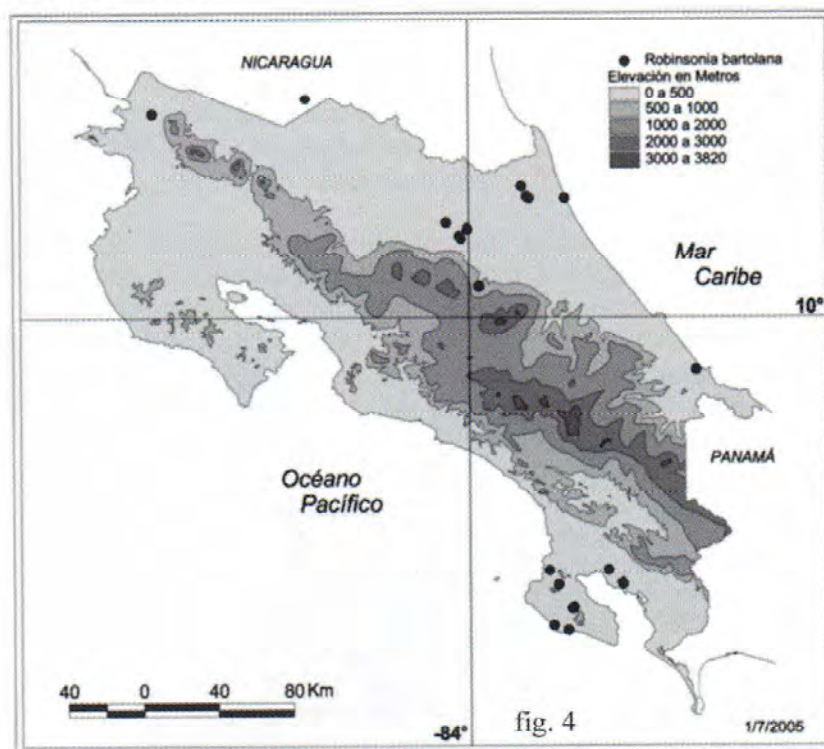 NICARAGUA
Robinsonia bartolana
Elevación en Metros
0 a 500
500 a 1000
1000 a 2000
2000 a 3000
3000 a 3820
Mar
Caribe
10°
PANAMÁ
Océano
Pacífico
40 0 40 80 Km
-84°
fig. 4
1/7/2005